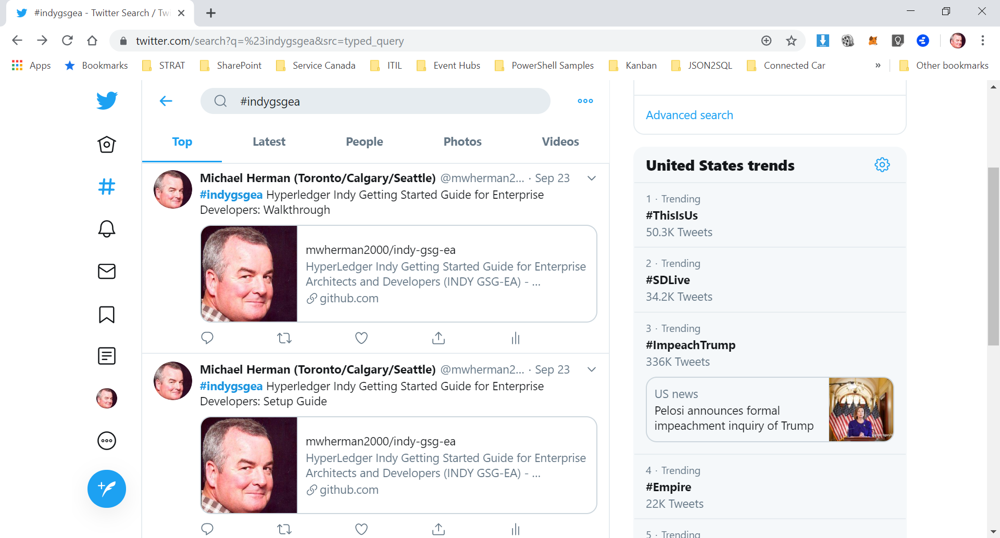 #indygsgea - Twitter Search / Tw
twitter.com/search?q=%23indygsgea&src=typed_query
Apps
Bookmarks
STRAT
SharePoint
Service Canada
ITIL
Event Hubs
PowerShell Samples
Kanban
JSON2SQL
Connected Car
»
Other bookmarks
#indygsgea
Top
Latest
People
Photos
Videos
Michael Herman (Toronto/Calgary/Seattle) @mwherman2... · Sep 23
#indygsgea Hyperledger Indy Getting Started Guide for Enterprise
Developers: Walkthrough
mwherman2000/indy-gsg-ea
HyperLedger Indy Getting Started Guide for Enterprise
Architects and Developers (INDY GSG-EA) - ...
github.com
Michael Herman (Toronto/Calgary/Seattle) @mwherman2... · Sep 23
#indygsgea Hyperledger Indy Getting Started Guide for Enterprise
Developers: Setup Guide
mwherman2000/indy-gsg-ea
HyperLedger Indy Getting Started Guide for Enterprise
Architects and Developers (INDY GSG-EA) - ...
github.com
Advanced search
United States trends
1 · Trending
#ThisIsUs
50.3K Tweets
2 · Trending
#SDLive
34.2K Tweets
3 · Trending
#ImpeachTrump
336K Tweets
US news
Pelosi announces formal
impeachment inquiry of Trump
4 · Trending
#Empire
22K Tweets
5 · Trending